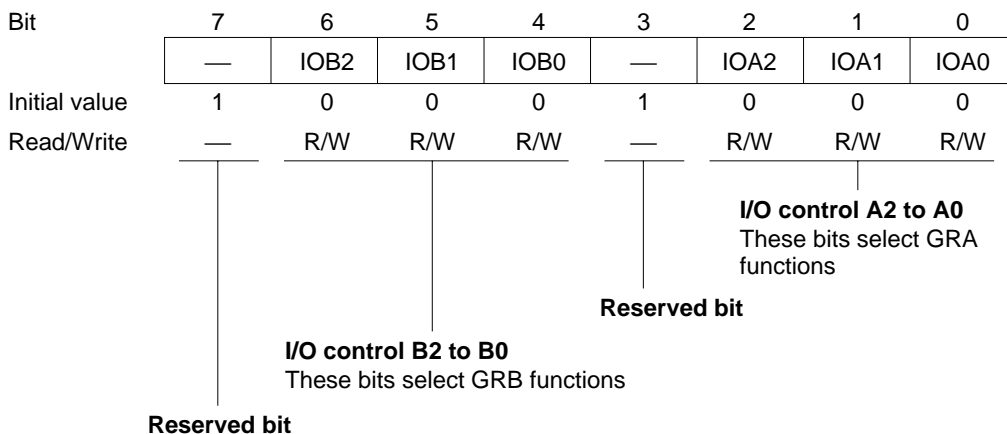 Bit 7 6 5 4 3 2 1 0
— IOB2 IOB1 IOB0 — IOA2 IOA1 IOA0
Initial value 1 0 0 0 1 0 0 0
Read/Write — R/W R/W R/W — R/W R/W R/W
I/O control A2 to A0
These bits select GRA
functions
Reserved bit
I/O control B2 to B0
These bits select GRB functions
Reserved bit